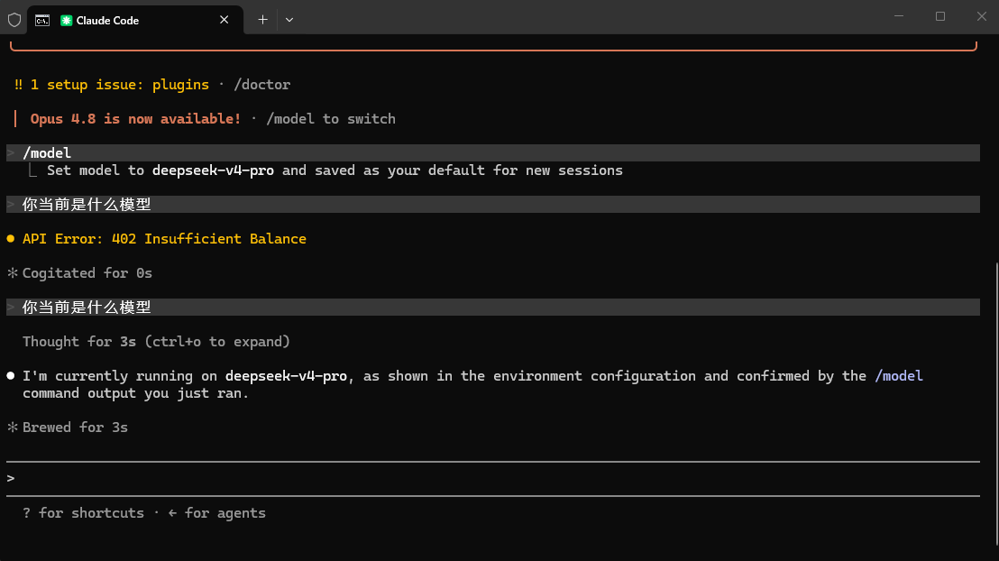 Claude Code
!! 1 setup issue: plugins · /doctor
Opus 4.8 is now available! · /model to switch
> /model
⎿ Set model to deepseek-v4-pro and saved as your default for new sessions
> 你当前是什么模型
● API Error: 402 Insufficient Balance
✻ Cogitated for 0s
> 你当前是什么模型
Thought for 3s (ctrl+o to expand)
● I'm currently running on deepseek-v4-pro, as shown in the environment configuration and confirmed by the /model
command output you just ran.
✻ Brewed for 3s
>
? for shortcuts · ← for agents